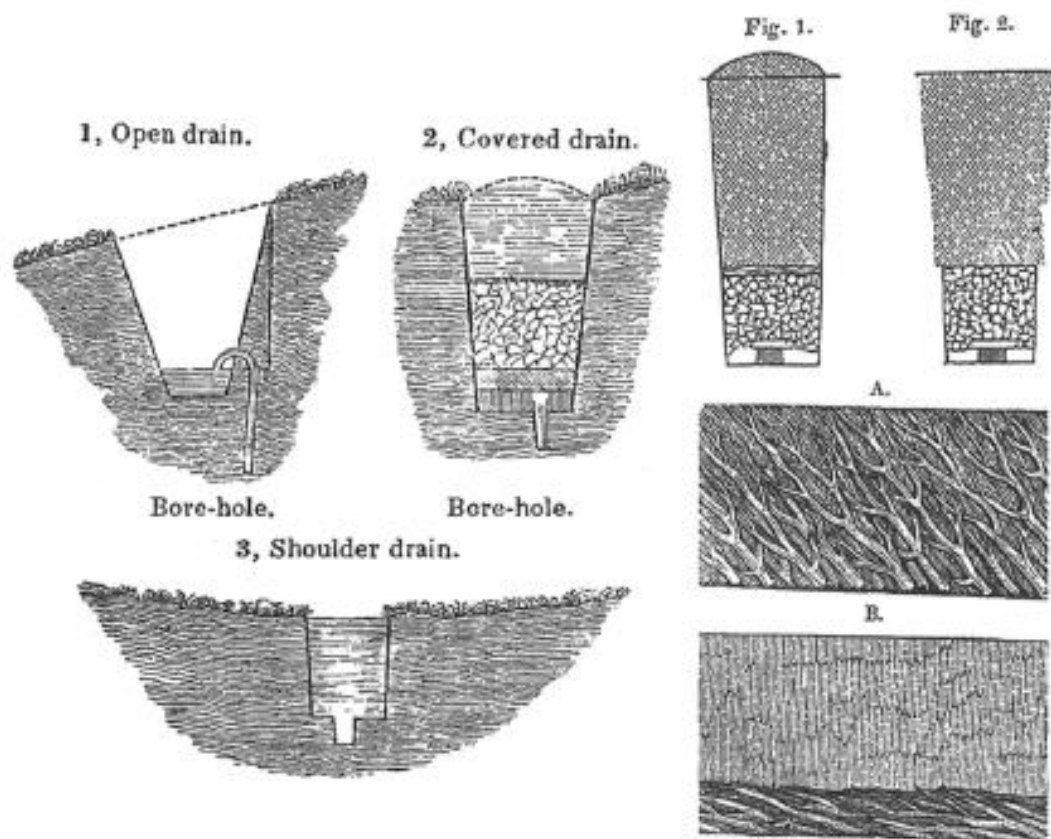 1, Open drain.
2, Covered drain.
Bore-hole.
Bore-hole.
3, Shoulder drain.
Fig. 1.
Fig. 2.
A.
B.